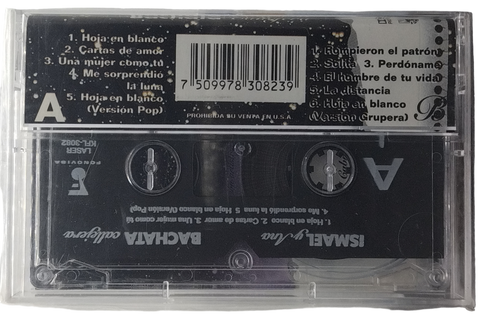 1. Hoja en blanco
2. Cartas de amor
3. Una mujer como tú
4. Me sorprendió
la luna
5. Hoja en blanco
(Versión Pop)
A
7 509978 308239
PROHIBIDA SU VENTA EN U.S.A
1. Rompieron el patrón
2. Solita 3. Perdóname
4. El hombre de tu vida
5. La distancia
6. Hoja en blanco
(Versión Grupera)
B
A
ISMAEL y Ana
BACHATA callejera
1. Hoja en blanco 2. Cartas de amor 3. Una mujer como tú
4. Me sorprendió la luna 5. Hoja en blanco (Versión Pop)
FONOVISA
LASER
KFL-3082